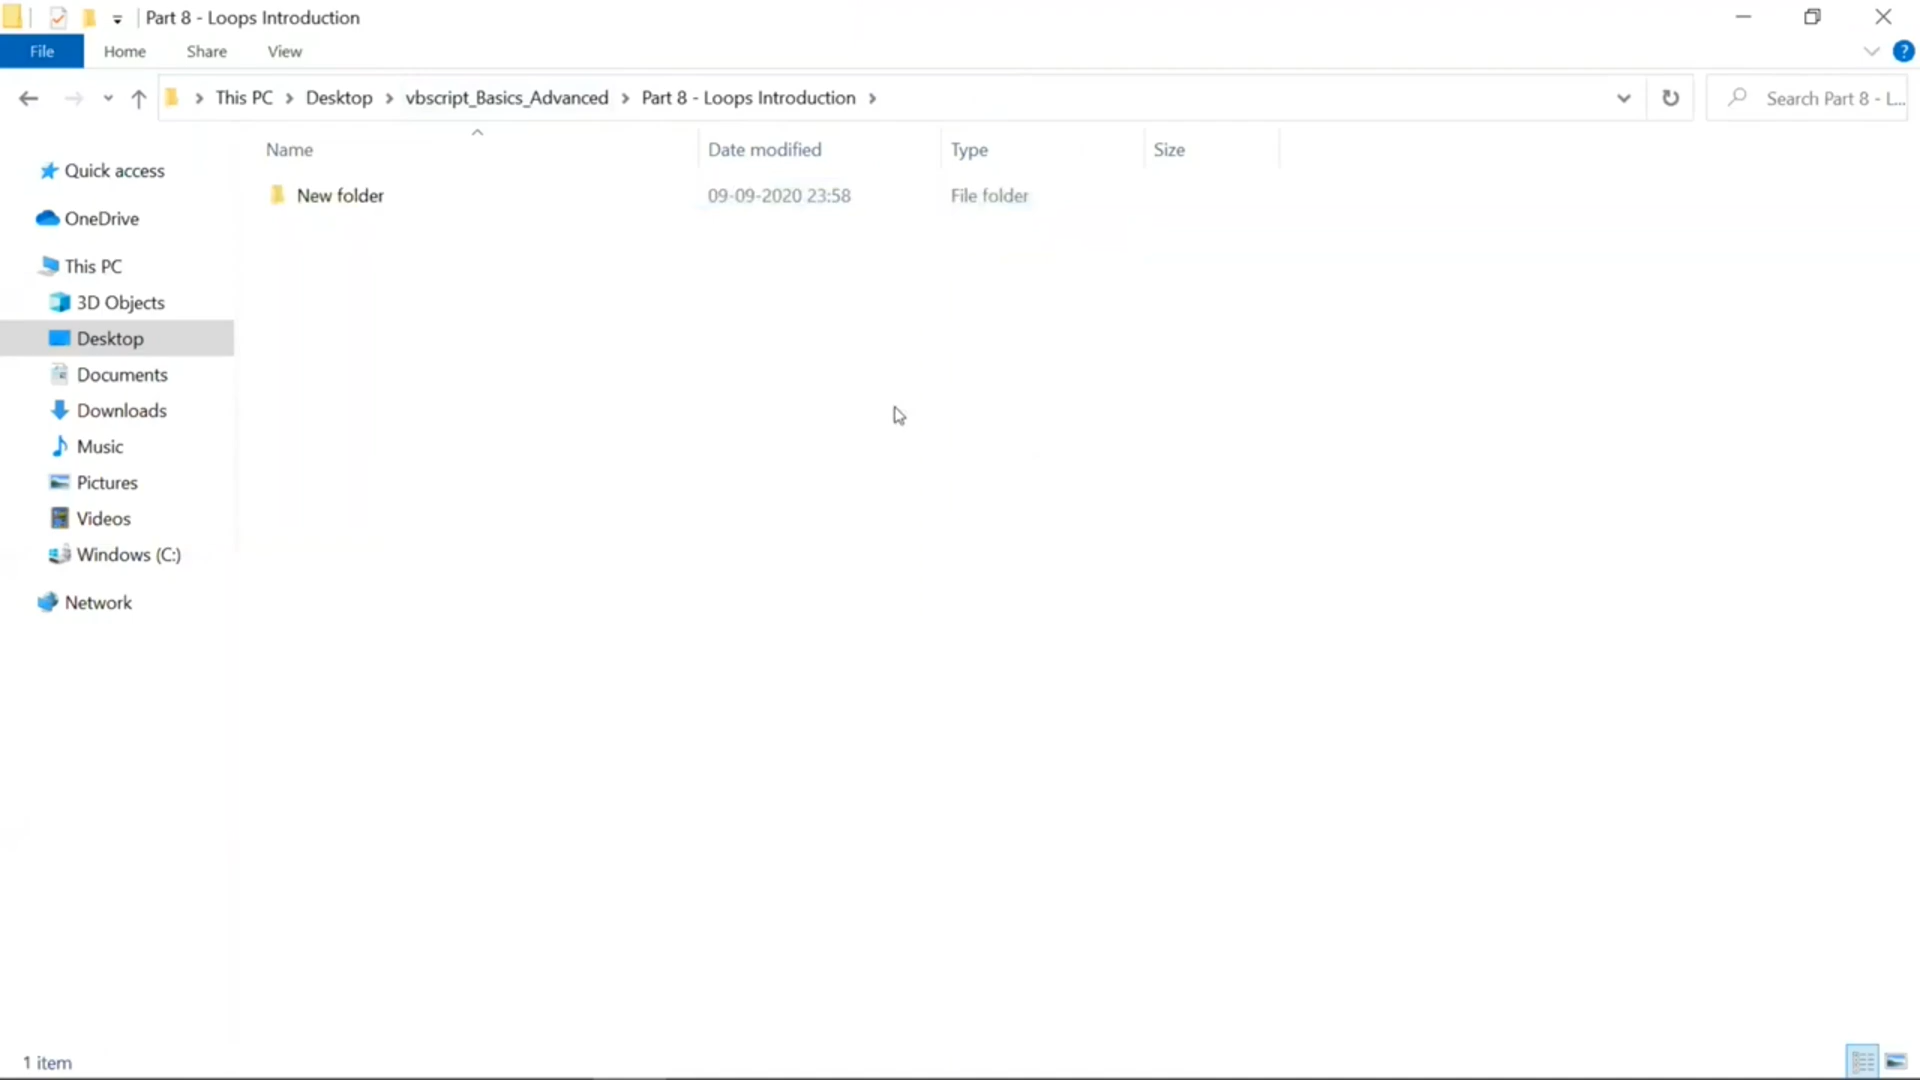 Part 8 - Loops Introduction
File Home Share View ?
This PC Desktop vbscript_Basics_Advanced Part 8 - Loops Introduction Search Part 8 - L...
Name Date modified Type Size
New folder 09-09-2020 23:58 File folder
Quick access
OneDrive
This PC
3D Objects
Desktop
Documents
Downloads
Music
Pictures
Videos
Windows (C:)
Network
1 item